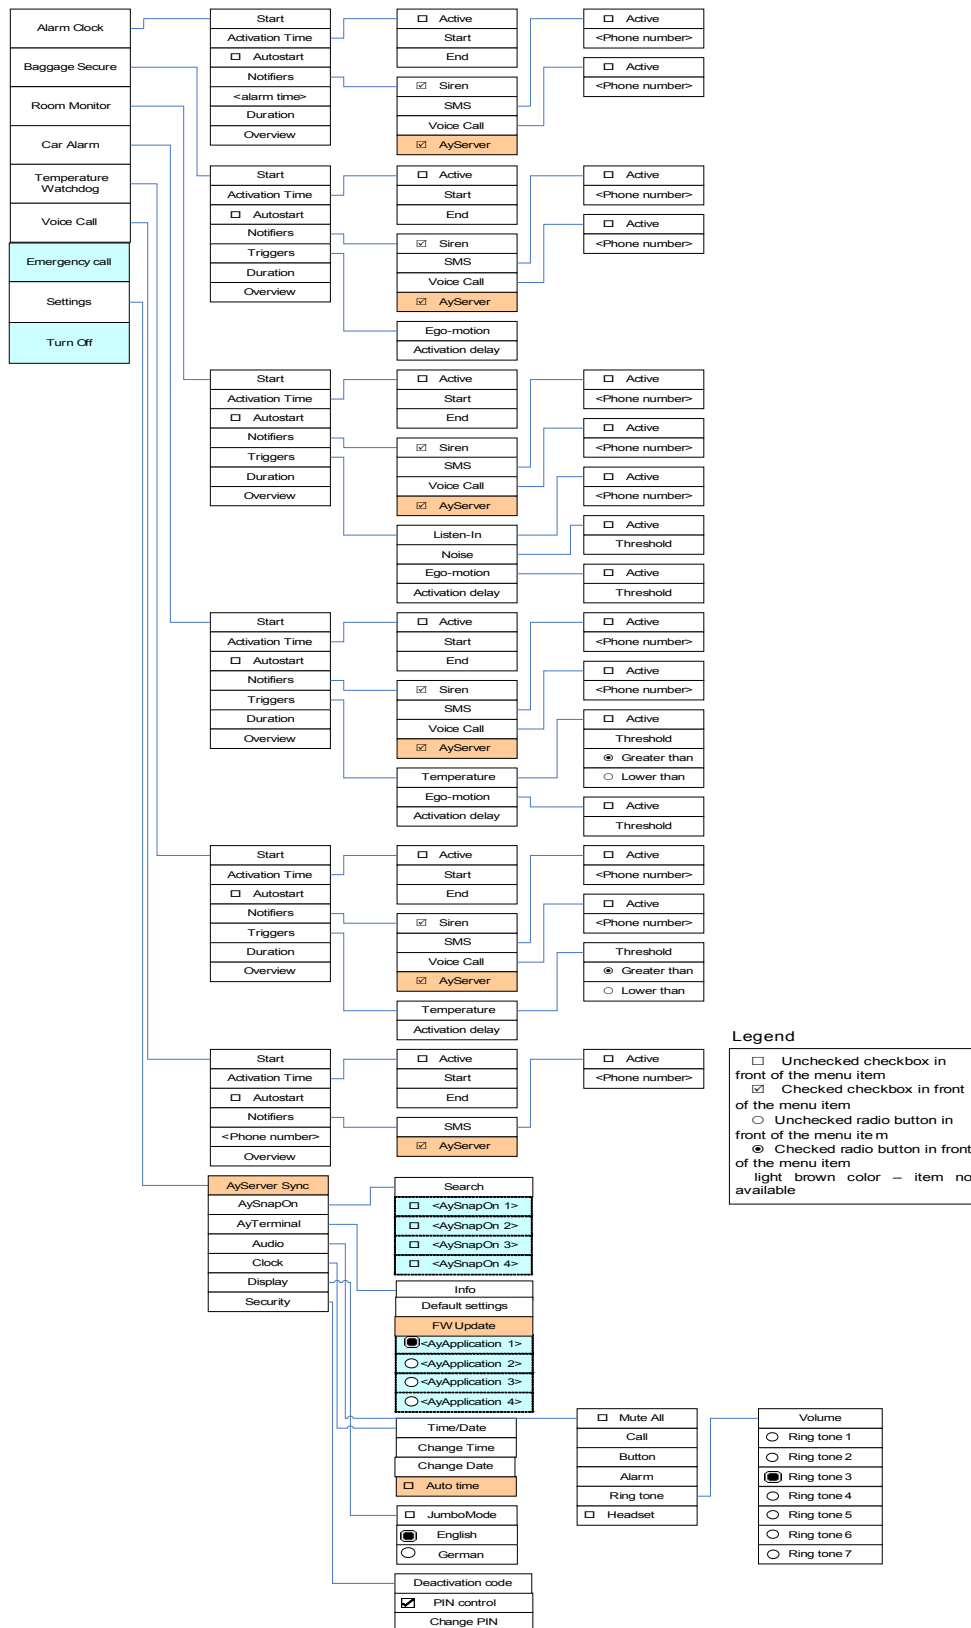 Alarm Clock
Baggage Secure
Room Monitor
Car Alarm
Temperature
Watchdog
Voice Call
Emergency call
Settings
Turn Off
Start
Activation Time
Autostart
Notifiers
<alarm time>
Duration
Overview
Active
Start
End
Siren
SMS
Voice Call
AyServer
Active
<Phone number>
Active
<Phone number>
Start
Activation Time
Autostart
Notifiers
Triggers
Duration
Overview
Active
Start
End
Siren
SMS
Voice Call
AyServer
Ego-motion
Activation delay
Active
<Phone number>
Active
<Phone number>
Start
Activation Time
Autostart
Notifiers
Triggers
Duration
Overview
Active
Start
End
Siren
SMS
Voice Call
AyServer
Listen-In
Noise
Ego-motion
Activation delay
Active
<Phone number>
Active
<Phone number>
Active
<Phone number>
Active
Threshold
Active
Threshold
Start
Activation Time
Autostart
Notifiers
Triggers
Duration
Overview
Active
Start
End
Siren
SMS
Voice Call
AyServer
Temperature
Ego-motion
Activation delay
Active
<Phone number>
Active
<Phone number>
Active
Threshold
Greater than
Lower than
Active
Threshold
Start
Activation Time
Autostart
Notifiers
Triggers
Duration
Overview
Active
Start
End
Siren
SMS
Voice Call
AyServer
Temperature
Activation delay
Active
<Phone number>
Active
<Phone number>
Threshold
Greater than
Lower than
Start
Activation Time
Autostart
Notifiers
<Phone number>
Overview
Active
Start
End
SMS
AyServer
Active
<Phone number>
Legend
Unchecked checkbox in
front of the menu item
Checked checkbox in front
of the menu item
Unchecked radio button in
front of the menu item
Checked radio button in front
of the menu item
light brown color – item no
available
AyServer Sync
AySnapOn
AyTerminal
Audio
Clock
Display
Security
Search
<AySnapOn 1>
<AySnapOn 2>
<AySnapOn 3>
<AySnapOn 4>
Info
Default settings
FW Update
<AyApplication 1>
<AyApplication 2>
<AyApplication 3>
<AyApplication 4>
Time/Date
Change Time
Change Date
Auto time
JumboMode
English
German
Deactivation code
PIN control
Change PIN
Mute All
Call
Button
Alarm
Ring tone
Headset
Volume
Ring tone 1
Ring tone 2
Ring tone 3
Ring tone 4
Ring tone 5
Ring tone 6
Ring tone 7